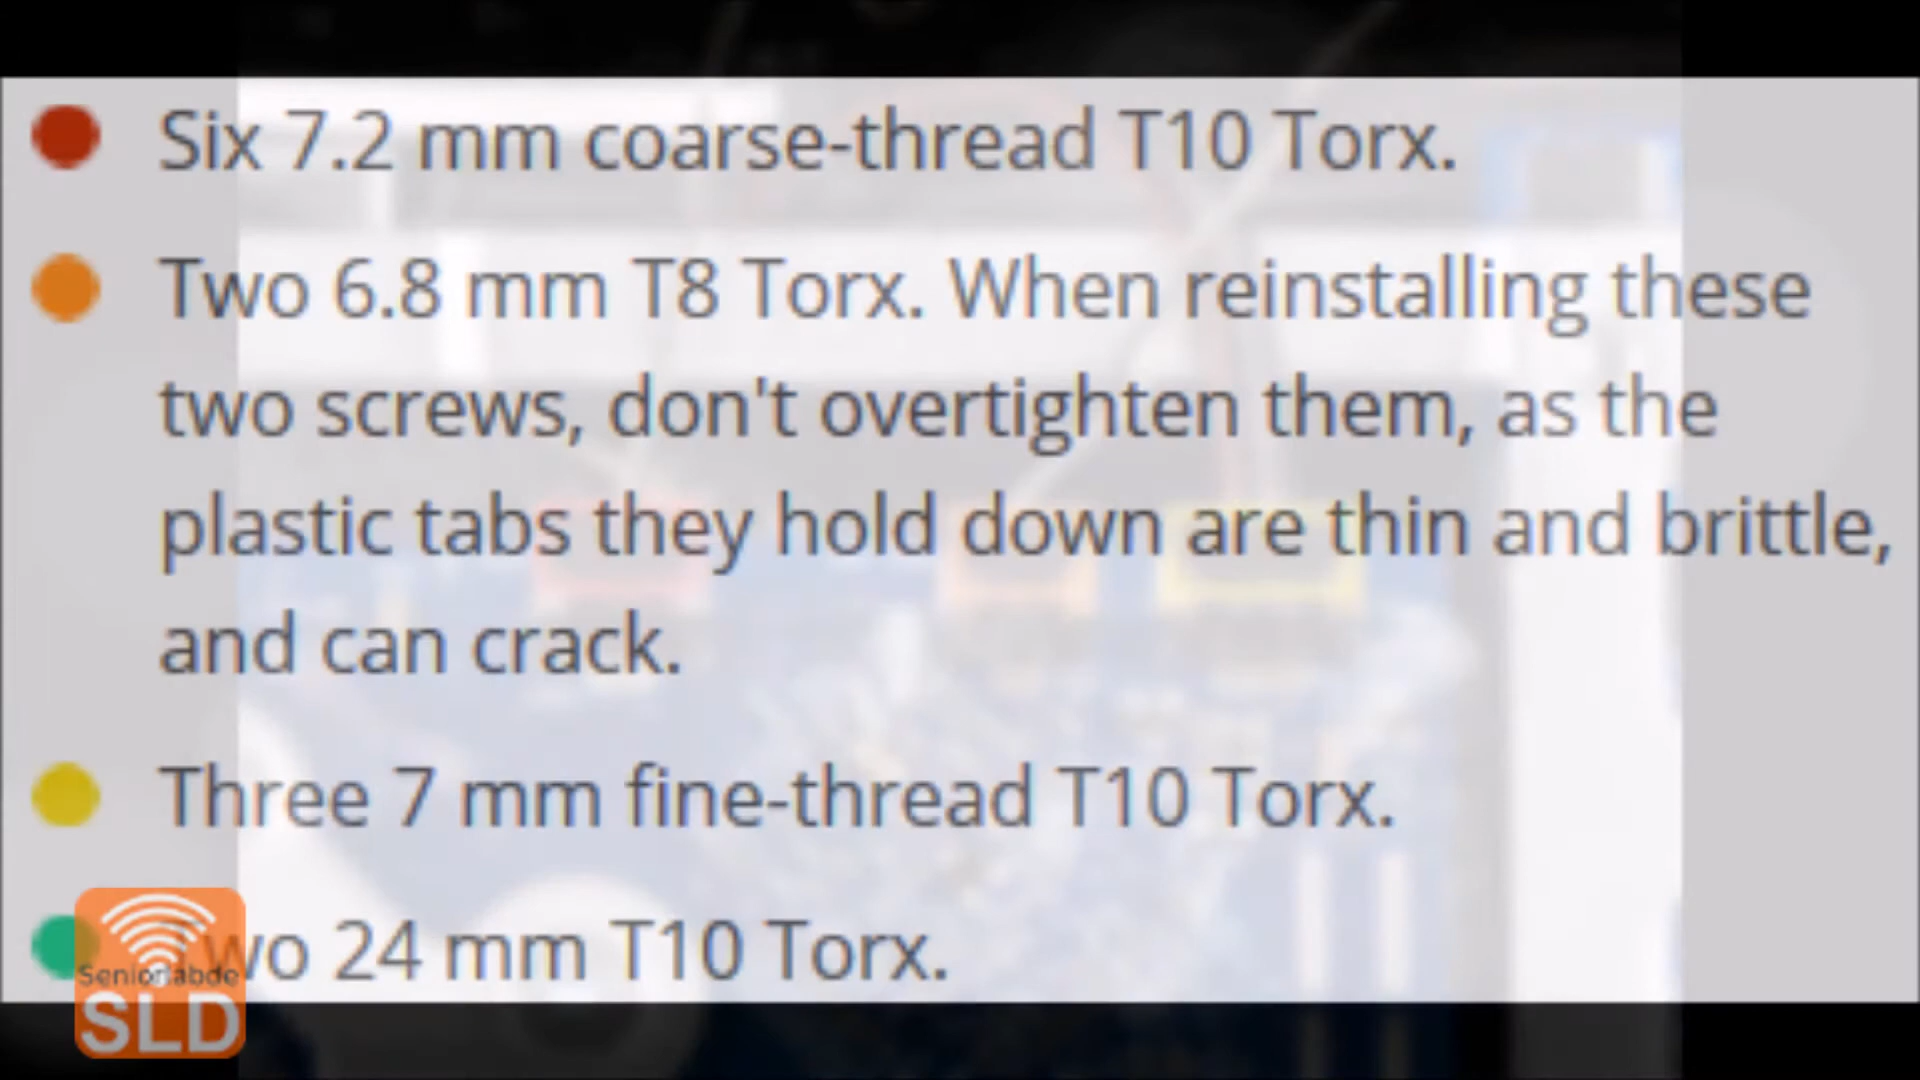 Six 7.2 mm coarse-thread T10 Torx.
Two 6.8 mm T8 Torx. When reinstalling these
two screws, don't overtighten them, as the
plastic tabs they hold down are thin and brittle,
and can crack.
Three 7 mm fine-thread T10 Torx.
Two 24 mm T10 Torx.
Seniorlabde
SLD